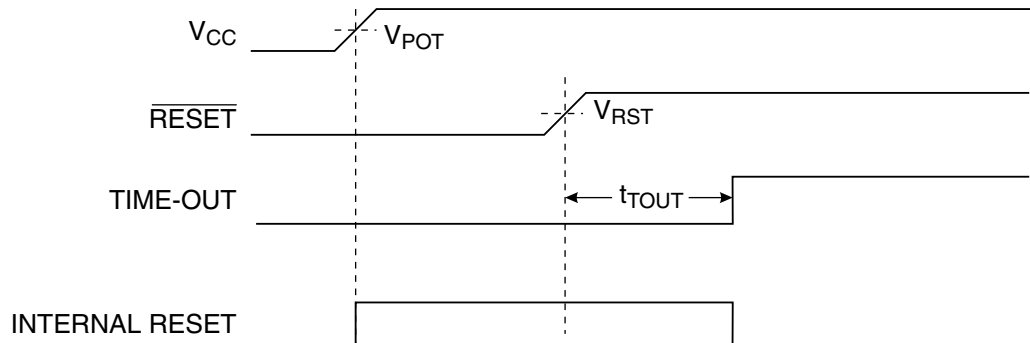 VCC
VPOT
RESET
VRST
TIME-OUT
tTOUT
INTERNAL RESET